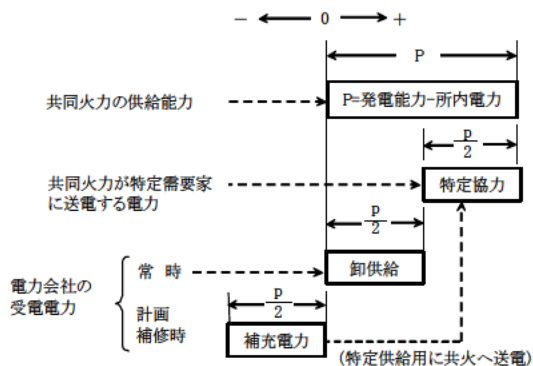 － 0 ＋
P
共同火力の供給能力
P=発電能力−所内電力
p/2
共同火力が特定需要家
に送電する電力
特定協力
p/2
電力会社の
受電電力
常 時
卸供給
計画
補修時
p/2
補充電力
(特定供給用に共火へ送電)